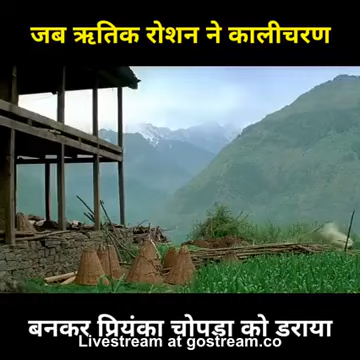 जब ऋतिक रोशन ने कालीचरण
बनकर प्रियंका चोपड़ा को डराया
Livestream at gostream.co